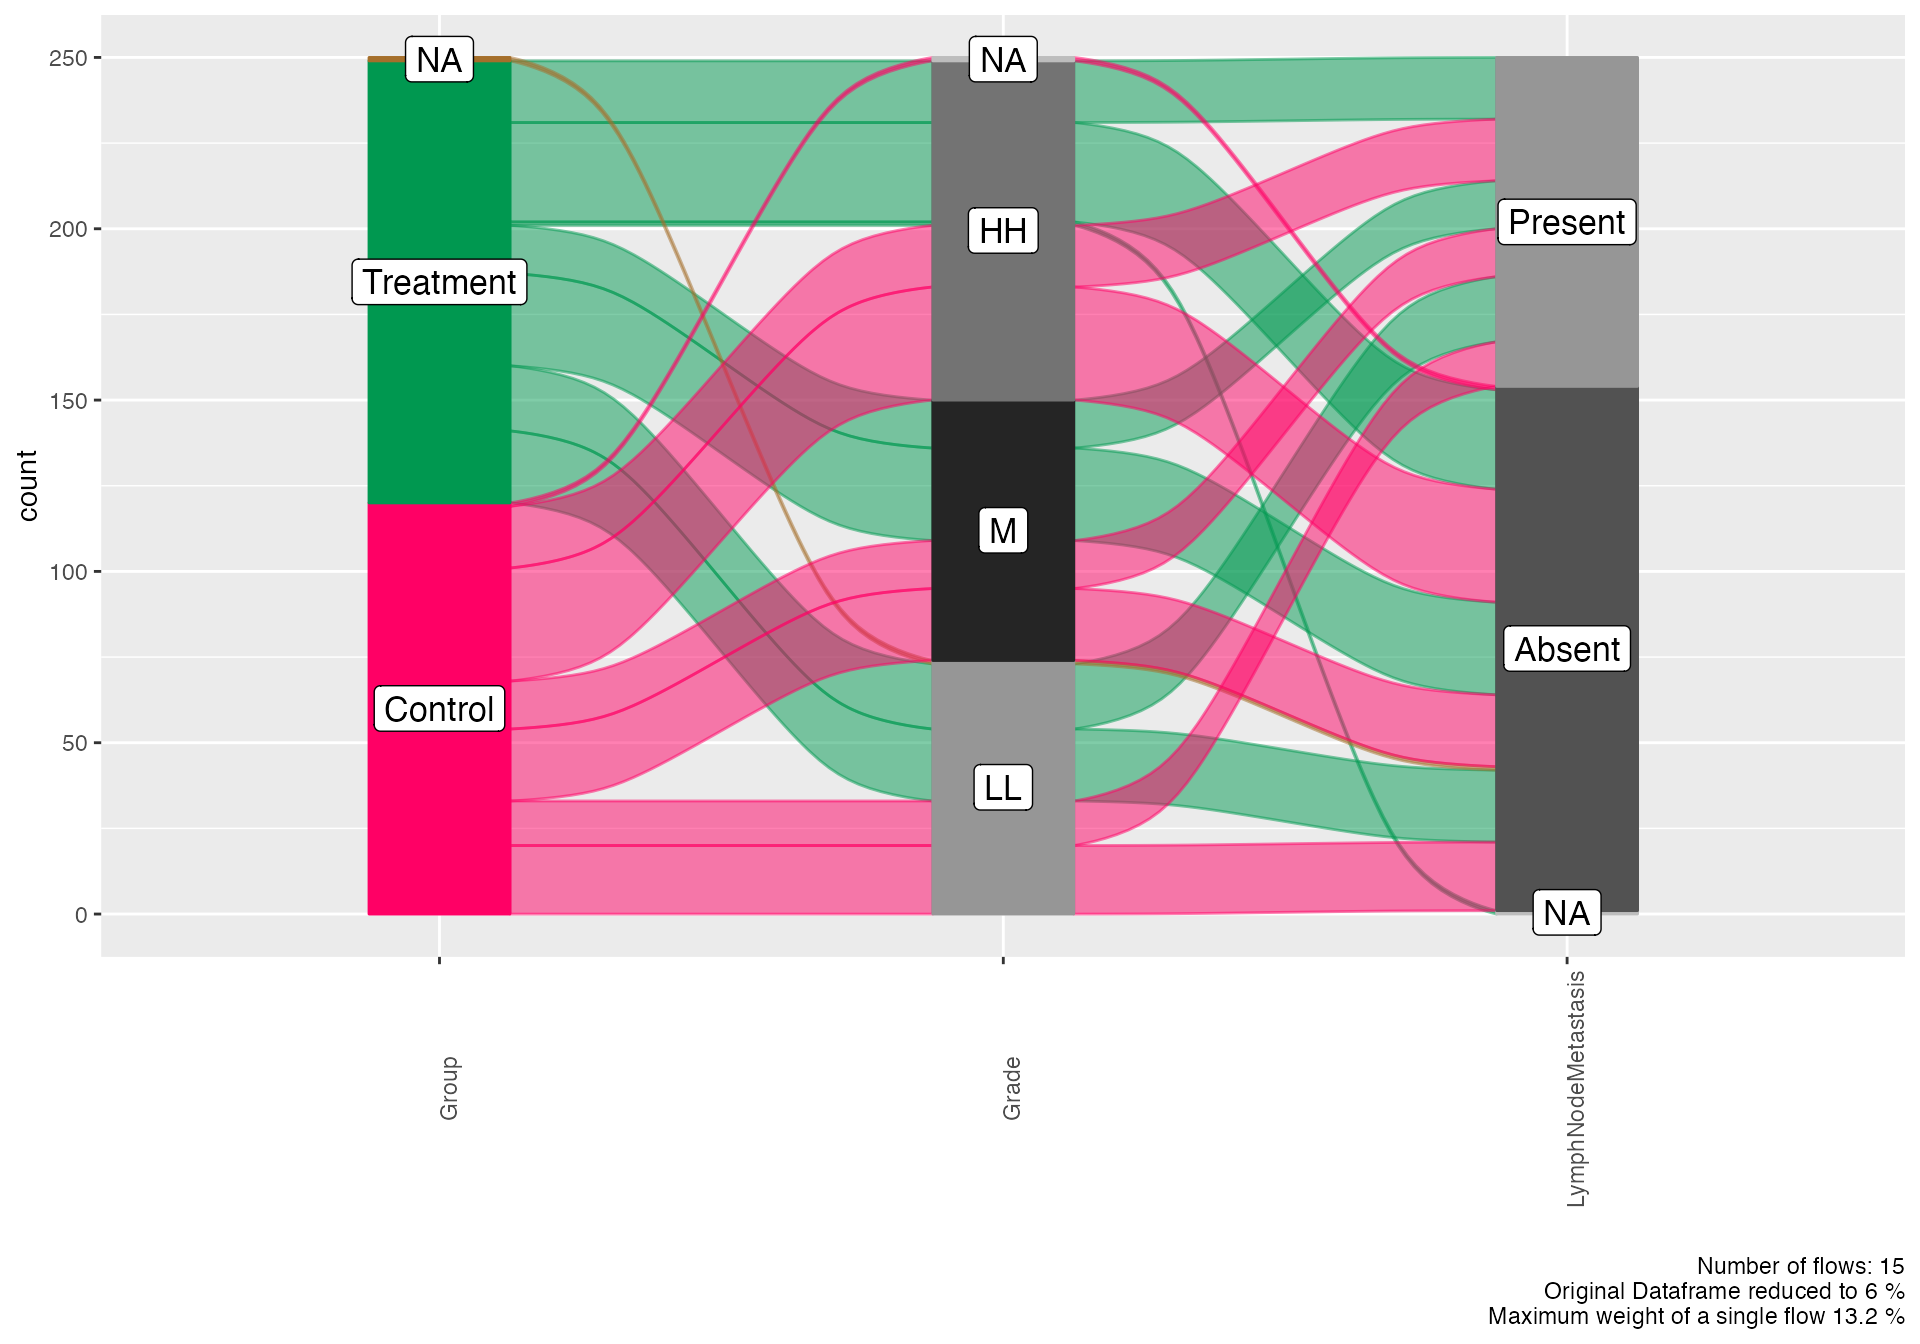 count
250
200
150
100
50
0
NA
Treatment
Control
NA
HH
M
LL
Present
Absent
NA
Group
Grade
LymphNodeMetastasis
Number of flows: 15
Original Dataframe reduced to 6 %
Maximum weight of a single flow 13.2 %